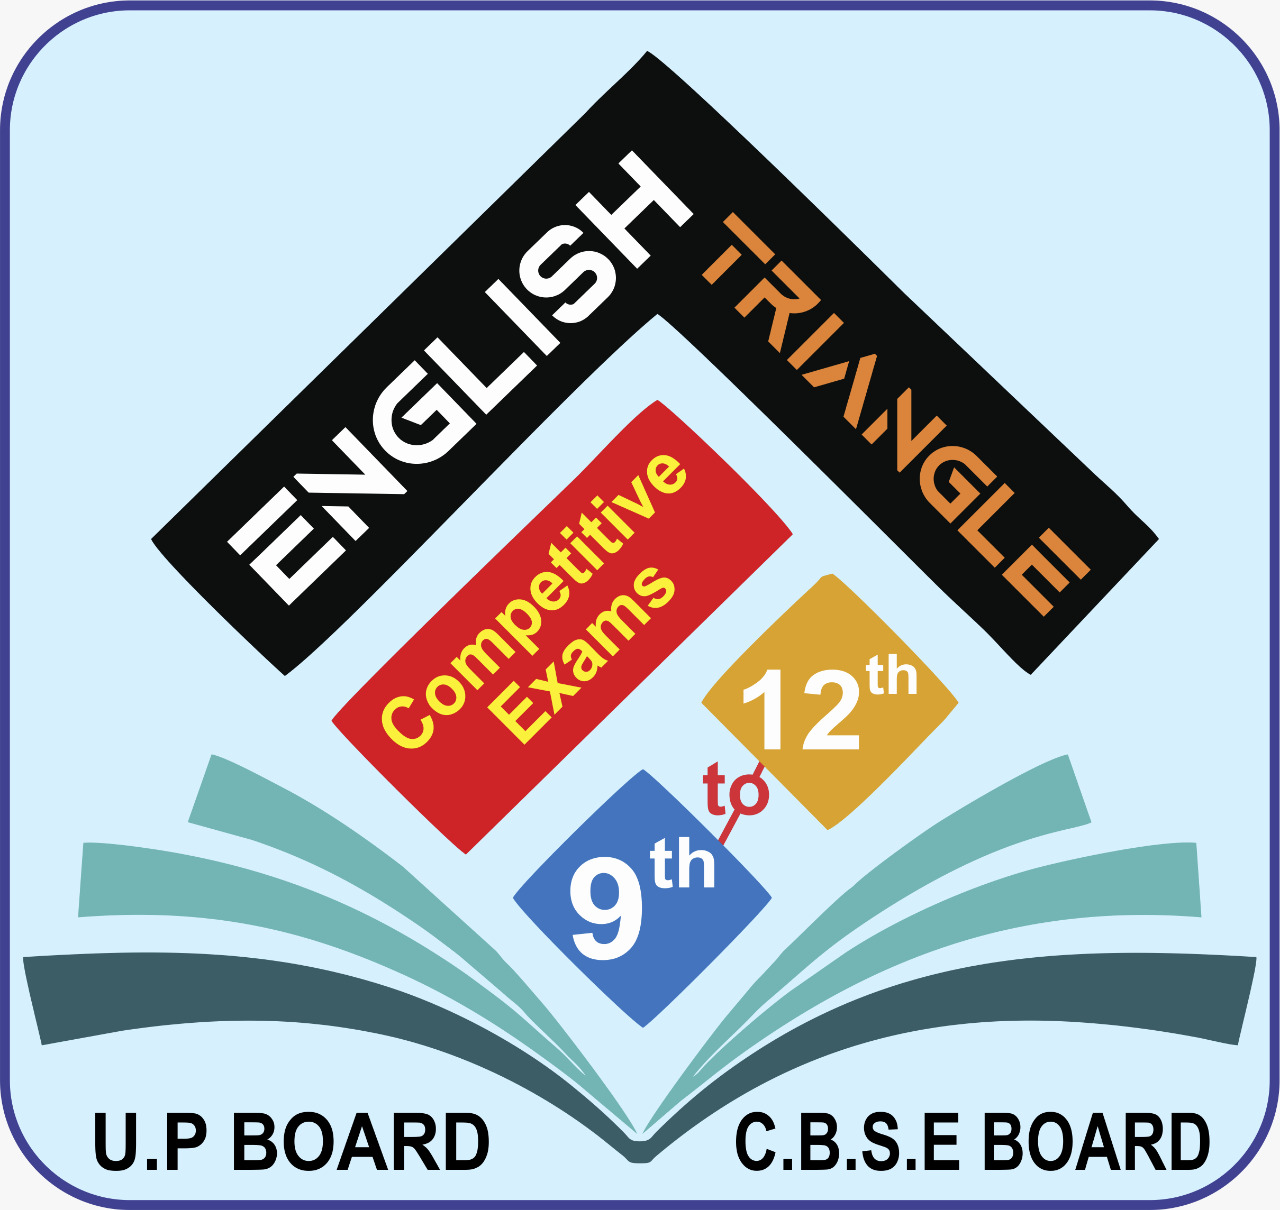 ENGLISH
TRIANGLE
Competitive
Exams
12th
to
9th
U.P BOARD
C.B.S.E BOARD